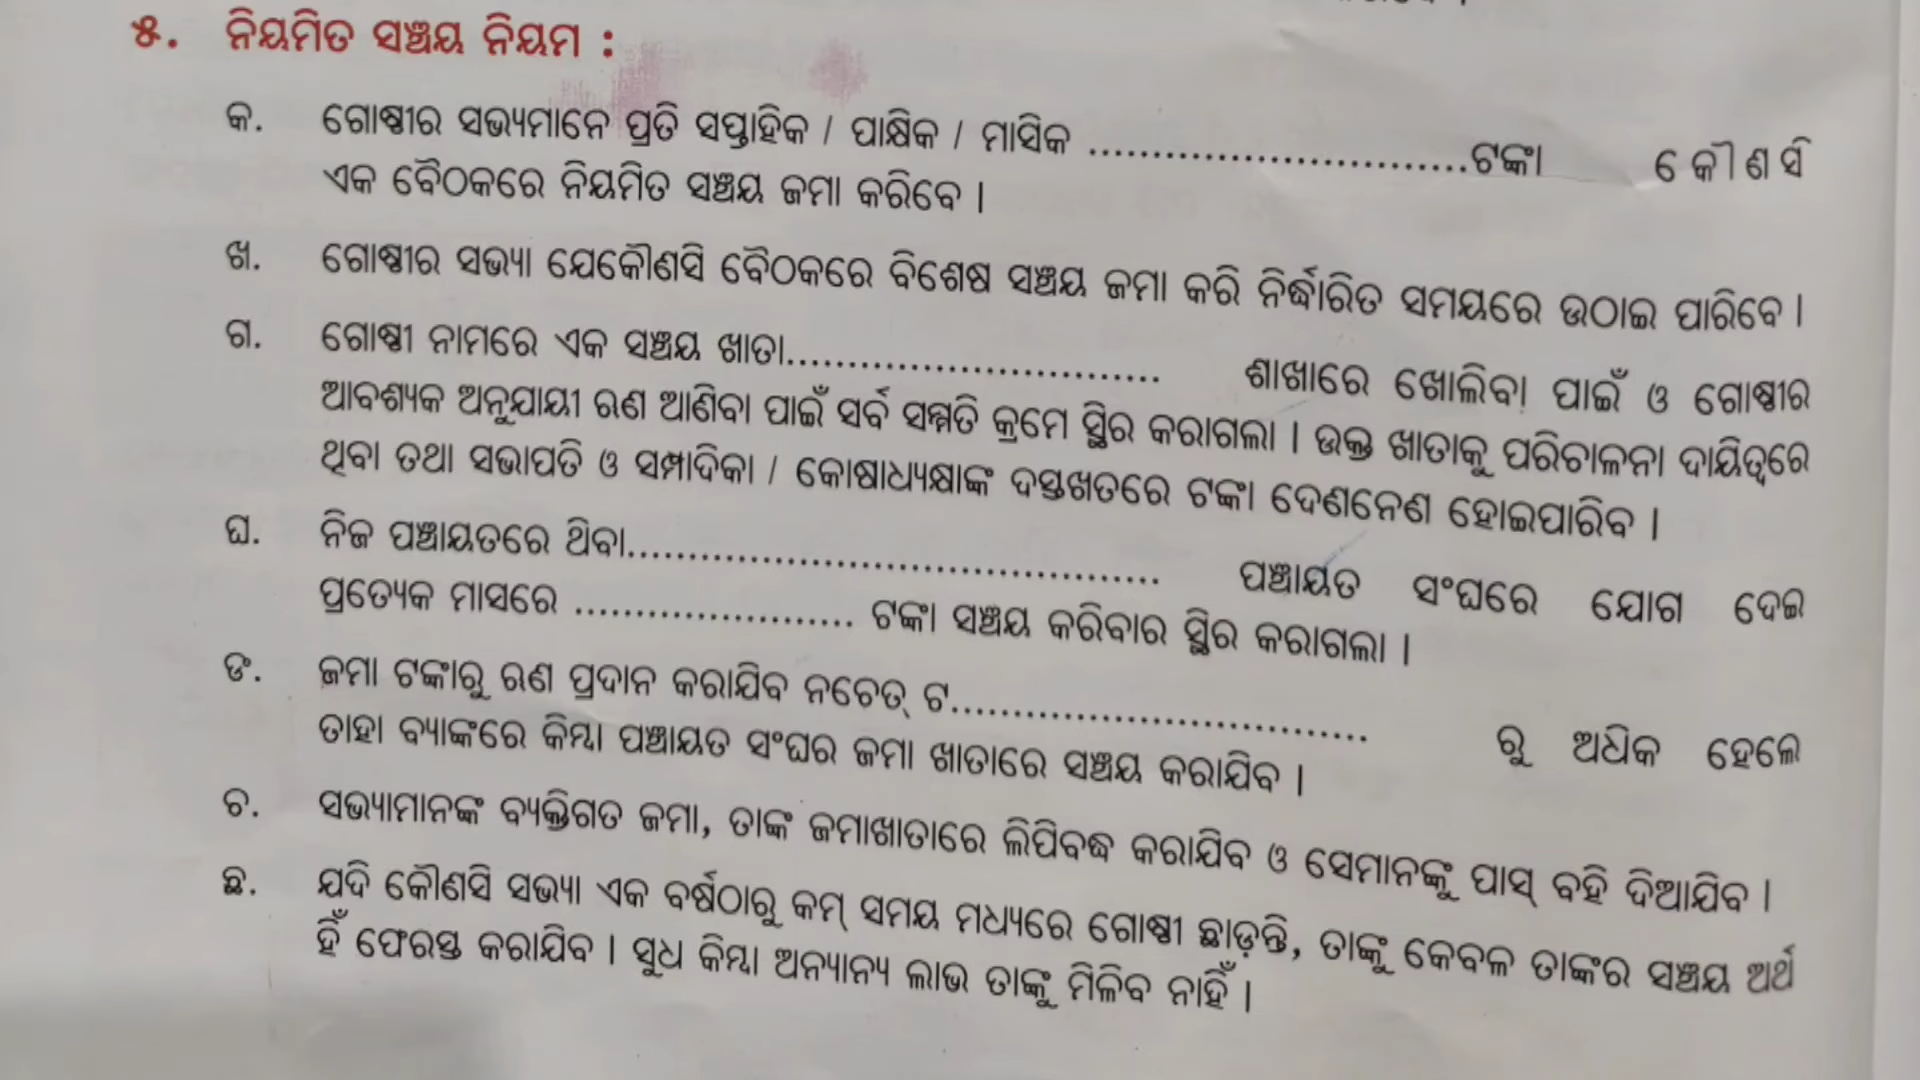 ୫. ନିୟମିତ ସଞ୍ଚୟ ନିୟମ :
କ. ଗୋଷ୍ଠୀର ସଭ୍ୟମାନେ ପ୍ରତି ସପ୍ତାହିକ / ପାକ୍ଷିକ / ମାସିକ ..............................ଟଙ୍କା କୌଣସି
ଏକ ବୈଠକରେ ନିୟମିତ ସଞ୍ଚୟ ଜମା କରିବେ ।
ଖ. ଗୋଷ୍ଠୀର ସଭ୍ୟା ଯେକୌଣସି ବୈଠକରେ ବିଶେଷ ସଞ୍ଚୟ ଜମା କରି ନିର୍ଦ୍ଧାରିତ ସମୟରେ ଉଠାଇ ପାରିବେ ।
ଗ. ଗୋଷ୍ଠୀ ନାମରେ ଏକ ସଞ୍ଚୟ ଖାତା.............................. ଶାଖାରେ ଖୋଲିବା ପାଇଁ ଓ ଗୋଷ୍ଠୀର
ଆବଶ୍ୟକ ଅନୁଯାୟୀ ଋଣ ଆଣିବା ପାଇଁ ସର୍ବ ସମ୍ମତି କ୍ରମେ ସ୍ଥିର କରାଗଲା । ଉକ୍ତ ଖାତାକୁ ପରିଚାଳନା ଦାୟିତ୍ୱରେ
ଥିବା ତଥା ସଭାପତି ଓ ସମ୍ପାଦିକା / କୋଷାଧ୍ୟକ୍ଷାଙ୍କ ଦସ୍ତଖତରେ ଟଙ୍କା ଦେଣନେଣ ହୋଇପାରିବ ।
ଘ. ନିଜ ପଞ୍ଚାୟତରେ ଥିବା........................................... ପଞ୍ଚାୟତ ସଂଘରେ ଯୋଗ ଦେଇ
ପ୍ରତ୍ୟେକ ମାସରେ ...................... ଟଙ୍କା ସଞ୍ଚୟ କରିବାର ସ୍ଥିର କରାଗଲା ।
ଙ. ଜମା ଟଙ୍କାରୁ ଋଣ ପ୍ରଦାନ କରାଯିବ ନଚେତ୍ ଟ................................. ରୁ ଅଧିକ ହେଲେ
ତାହା ବ୍ୟାଙ୍କରେ କିମ୍ବା ପଞ୍ଚାୟତ ସଂଘର ଜମା ଖାତାରେ ସଞ୍ଚୟ କରାଯିବ ।
ଚ. ସଭ୍ୟାମାନଙ୍କ ବ୍ୟକ୍ତିଗତ ଜମା, ତାଙ୍କ ଜମାଖାତାରେ ଲିପିବଦ୍ଧ କରାଯିବ ଓ ସେମାନଙ୍କୁ ପାସ୍ ବହି ଦିଆଯିବ ।
ଛ. ଯଦି କୌଣସି ସଭ୍ୟା ଏକ ବର୍ଷଠାରୁ କମ୍ ସମୟ ମଧ୍ୟରେ ଗୋଷ୍ଠୀ ଛାଡ଼ନ୍ତି, ତାଙ୍କୁ କେବଳ ତାଙ୍କର ସଞ୍ଚୟ ଅର୍ଥ
ହିଁ ଫେରସ୍ତ କରାଯିବ । ସୁଧ କିମ୍ବା ଅନ୍ୟାନ୍ୟ ଲାଭ ତାଙ୍କୁ ମିଳିବ ନାହିଁ ।